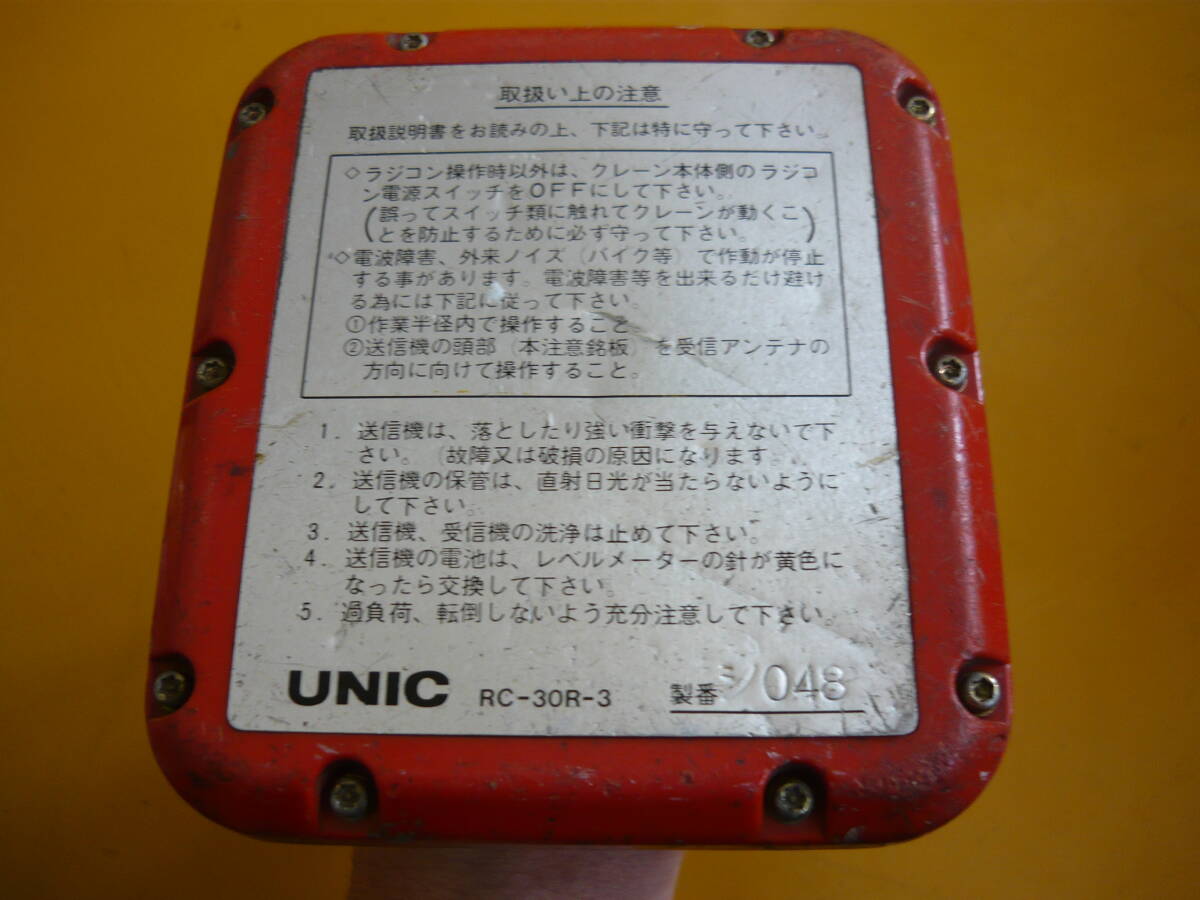 取扱い上の注意
取扱説明書をお読みの上、下記は特に守って下さい。
◇ラジコン操作時以外は、クレーン本体側のラジコ
ン電源スイッチをOFFにして下さい。
(誤ってスイッチ類に触れてクレーンが動くこ
とを防止するために必ず守って下さい。)
◇電波障害、外来ノイズ（バイク等）で作動が停止
する事があります。電波障害等を出来るだけ避け
る為には下記に従って下さい。
①作業半径内で操作すること
②送信機の頭部（本注意銘板）を受信アンテナの
方向に向けて操作すること。
1. 送信機は、落としたり強い衝撃を与えないで下
さい。（故障又は破損の原因になります
2. 送信機の保管は、直射日光が当たらないように
して下さい。
3. 送信機、受信機の洗浄は止めて下さい。
4. 送信機の電池は、レベルメーターの針が黄色に
なったら交換して下さい。
5. 過負荷、転倒しないよう充分注意して下さい。
UNIC RC-30R-3 製番 シ/048